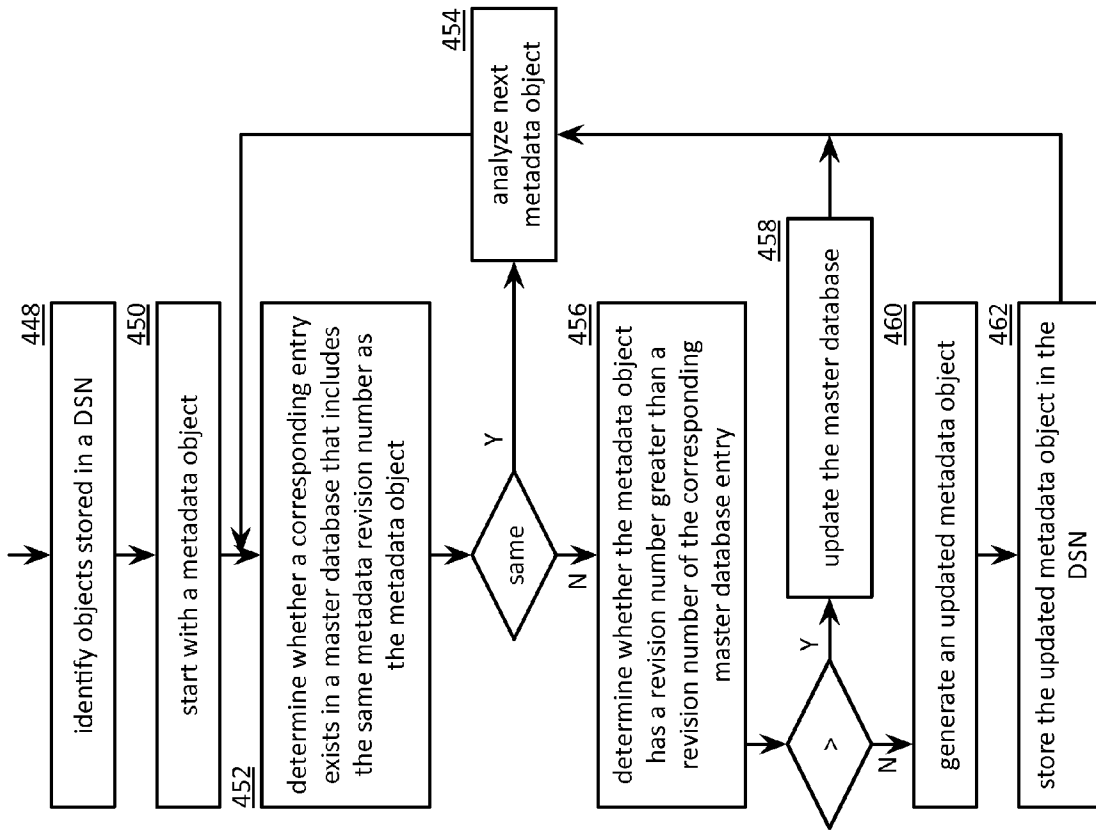 448
identify objects stored in a DSN
450
start with a metadata object
452
determine whether a corresponding entry
exists in a master database that includes
the same metadata revision number as
the metadata object
same
Y
N
454
analyze next
metadata object
456
determine whether the metadata object
has a revision number greater than a
revision number of the corresponding
master database entry
>
Y
N
458
update the master database
460
generate an updated metadata object
462
store the updated metadata object in the
DSN